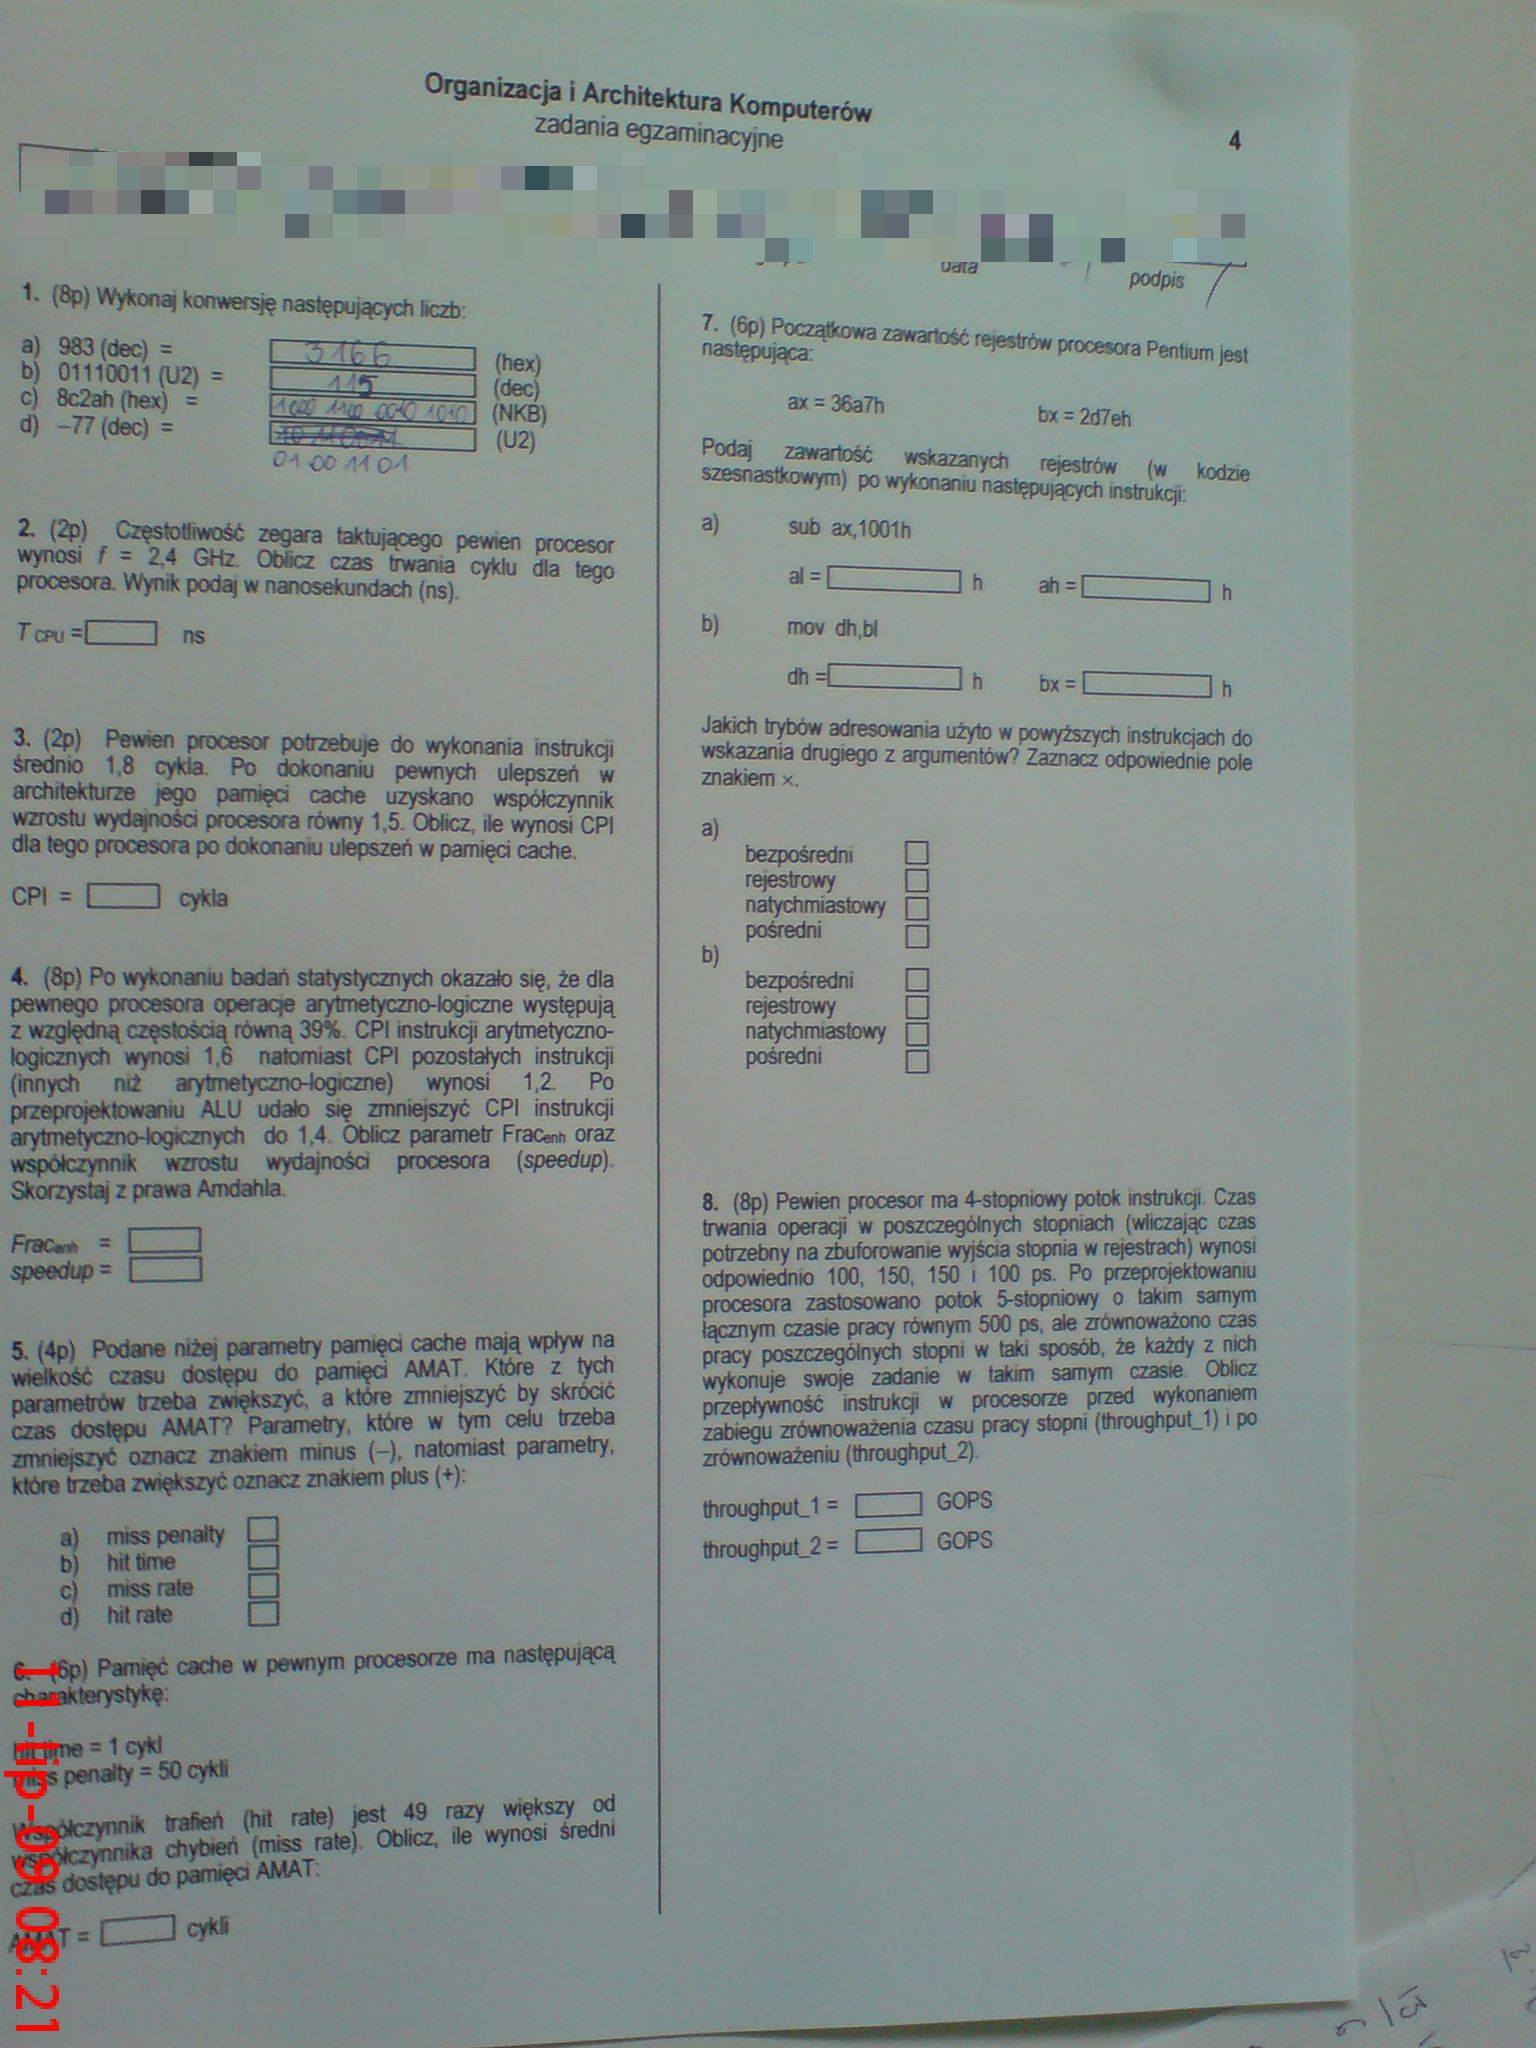 Organizacja i Architektura Komputerów
zadania egzaminacyjne
4
data
podpis
1. (8p) Wykonaj konwersję następujących liczb:
a) 983 (dec) = 3166 (hex)
b) 01110011 (U2) = 115 (dec)
c) 8c2ah (hex) = 1000 1100 0010 1010 (NKB)
d) –77 (dec) = (U2)
01 00 11 01
2. (2p) Częstotliwość zegara taktującego pewien procesor
wynosi f = 2,4 GHz. Oblicz czas trwania cyklu dla tego
procesora. Wynik podaj w nanosekundach (ns).
T CPU = ns
3. (2p) Pewien procesor potrzebuje do wykonania instrukcji
średnio 1,8 cykla. Po dokonaniu pewnych ulepszeń w
architekturze jego pamięci cache uzyskano współczynnik
wzrostu wydajności procesora równy 1,5. Oblicz, ile wynosi CPI
dla tego procesora po dokonaniu ulepszeń w pamięci cache.
CPI = cykla
4. (8p) Po wykonaniu badań statystycznych okazało się, że dla
pewnego procesora operacje arytmetyczno-logiczne występują
z względną częstością równą 39%. CPI instrukcji arytmetyczno-
logicznych wynosi 1,6 natomiast CPI pozostałych instrukcji
(innych niż arytmetyczno-logiczne) wynosi 1,2. Po
przeprojektowaniu ALU udało się zmniejszyć CPI instrukcji
arytmetyczno-logicznych do 1,4. Oblicz parametr Fracenh oraz
współczynnik wzrostu wydajności procesora (speedup).
Skorzystaj z prawa Amdahla.
Fracenh =
speedup =
5. (4p) Podane niżej parametry pamięci cache mają wpływ na
wielkość czasu dostępu do pamięci AMAT. Które z tych
parametrów trzeba zwiększyć, a które zmniejszyć by skrócić
czas dostępu AMAT? Parametry, które w tym celu trzeba
zmniejszyć oznacz znakiem minus (–), natomiast parametry,
które trzeba zwiększyć oznacz znakiem plus (+):
a) miss penalty
b) hit time
c) miss rate
d) hit rate
6. (6p) Pamięć cache w pewnym procesorze ma następującą
charakterystykę:
hit time = 1 cykl
miss penalty = 50 cykli
Współczynnik trafień (hit rate) jest 49 razy większy od
współczynnika chybień (miss rate). Oblicz, ile wynosi średni
czas dostępu do pamięci AMAT:
AMAT = cykli
7. (6p) Początkowa zawartość rejestrów procesora Pentium jest
następująca:
ax = 36a7h bx = 2d7eh
Podaj zawartość wskazanych rejestrów (w kodzie
szesnastkowym) po wykonaniu następujących instrukcji:
a) sub ax,1001h
al = h ah = h
b) mov dh,bl
dh = h bx = h
Jakich trybów adresowania użyto w powyższych instrukcjach do
wskazania drugiego z argumentów? Zaznacz odpowiednie pole
znakiem ×.
a)
bezpośredni
rejestrowy
natychmiastowy
pośredni
b)
bezpośredni
rejestrowy
natychmiastowy
pośredni
8. (8p) Pewien procesor ma 4-stopniowy potok instrukcji. Czas
trwania operacji w poszczególnych stopniach (wliczając czas
potrzebny na zbuforowanie wyjścia stopnia w rejestrach) wynosi
odpowiednio 100, 150, 150 i 100 ps. Po przeprojektowaniu
procesora zastosowano potok 5-stopniowy o takim samym
łącznym czasie pracy równym 500 ps, ale zrównoważono czas
pracy poszczególnych stopni w taki sposób, że każdy z nich
wykonuje swoje zadanie w takim samym czasie. Oblicz
przepływność instrukcji w procesorze przed wykonaniem
zabiegu zrównoważenia czasu pracy stopni (throughput_1) i po
zrównoważeniu (throughput_2).
throughput_1 = GOPS
throughput_2 = GOPS
11-lip-09 08:21